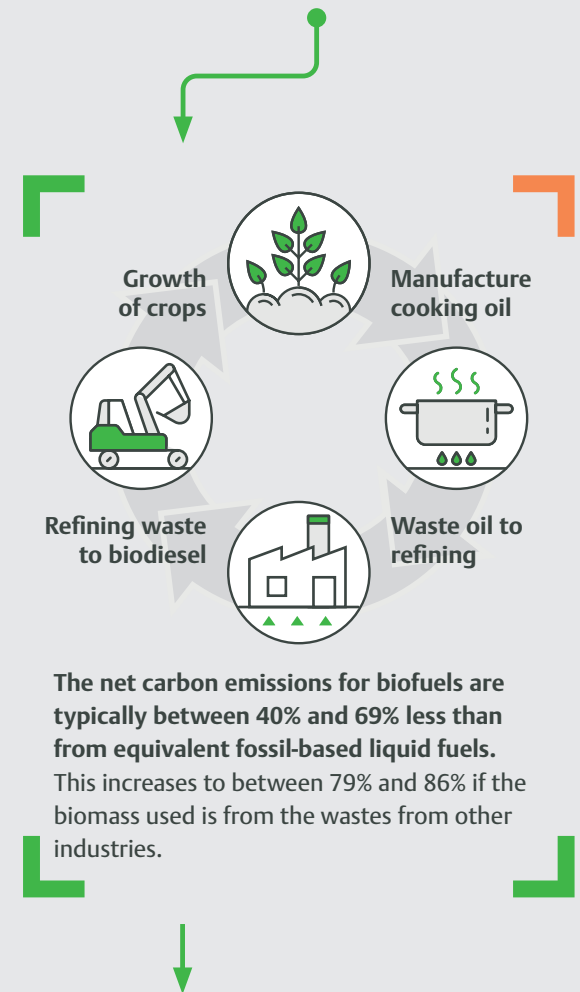 Growth
of crops
Manufacture
cooking oil
Refining waste
to biodiesel
Waste oil to
refining
The net carbon emissions for biofuels are
typically between 40% and 69% less than
from equivalent fossil-based liquid fuels.
This increases to between 79% and 86% if the
biomass used is from the wastes from other
industries.